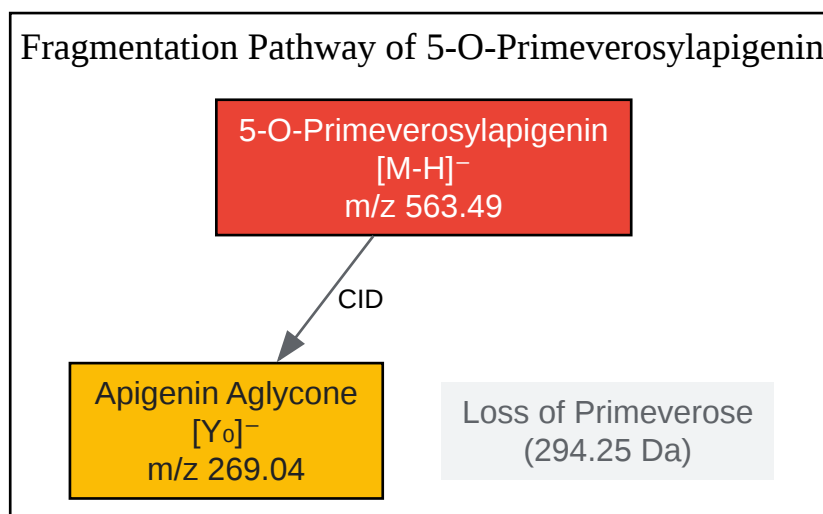 Fragmentation Pathway of 5-O-Primeverosylapigenin
5-O-Primeverosylapigenin
[M-H]⁻
m/z 563.49
CID
Apigenin Aglycone
[Y₀]⁻
m/z 269.04
Loss of Primeverose
(294.25 Da)